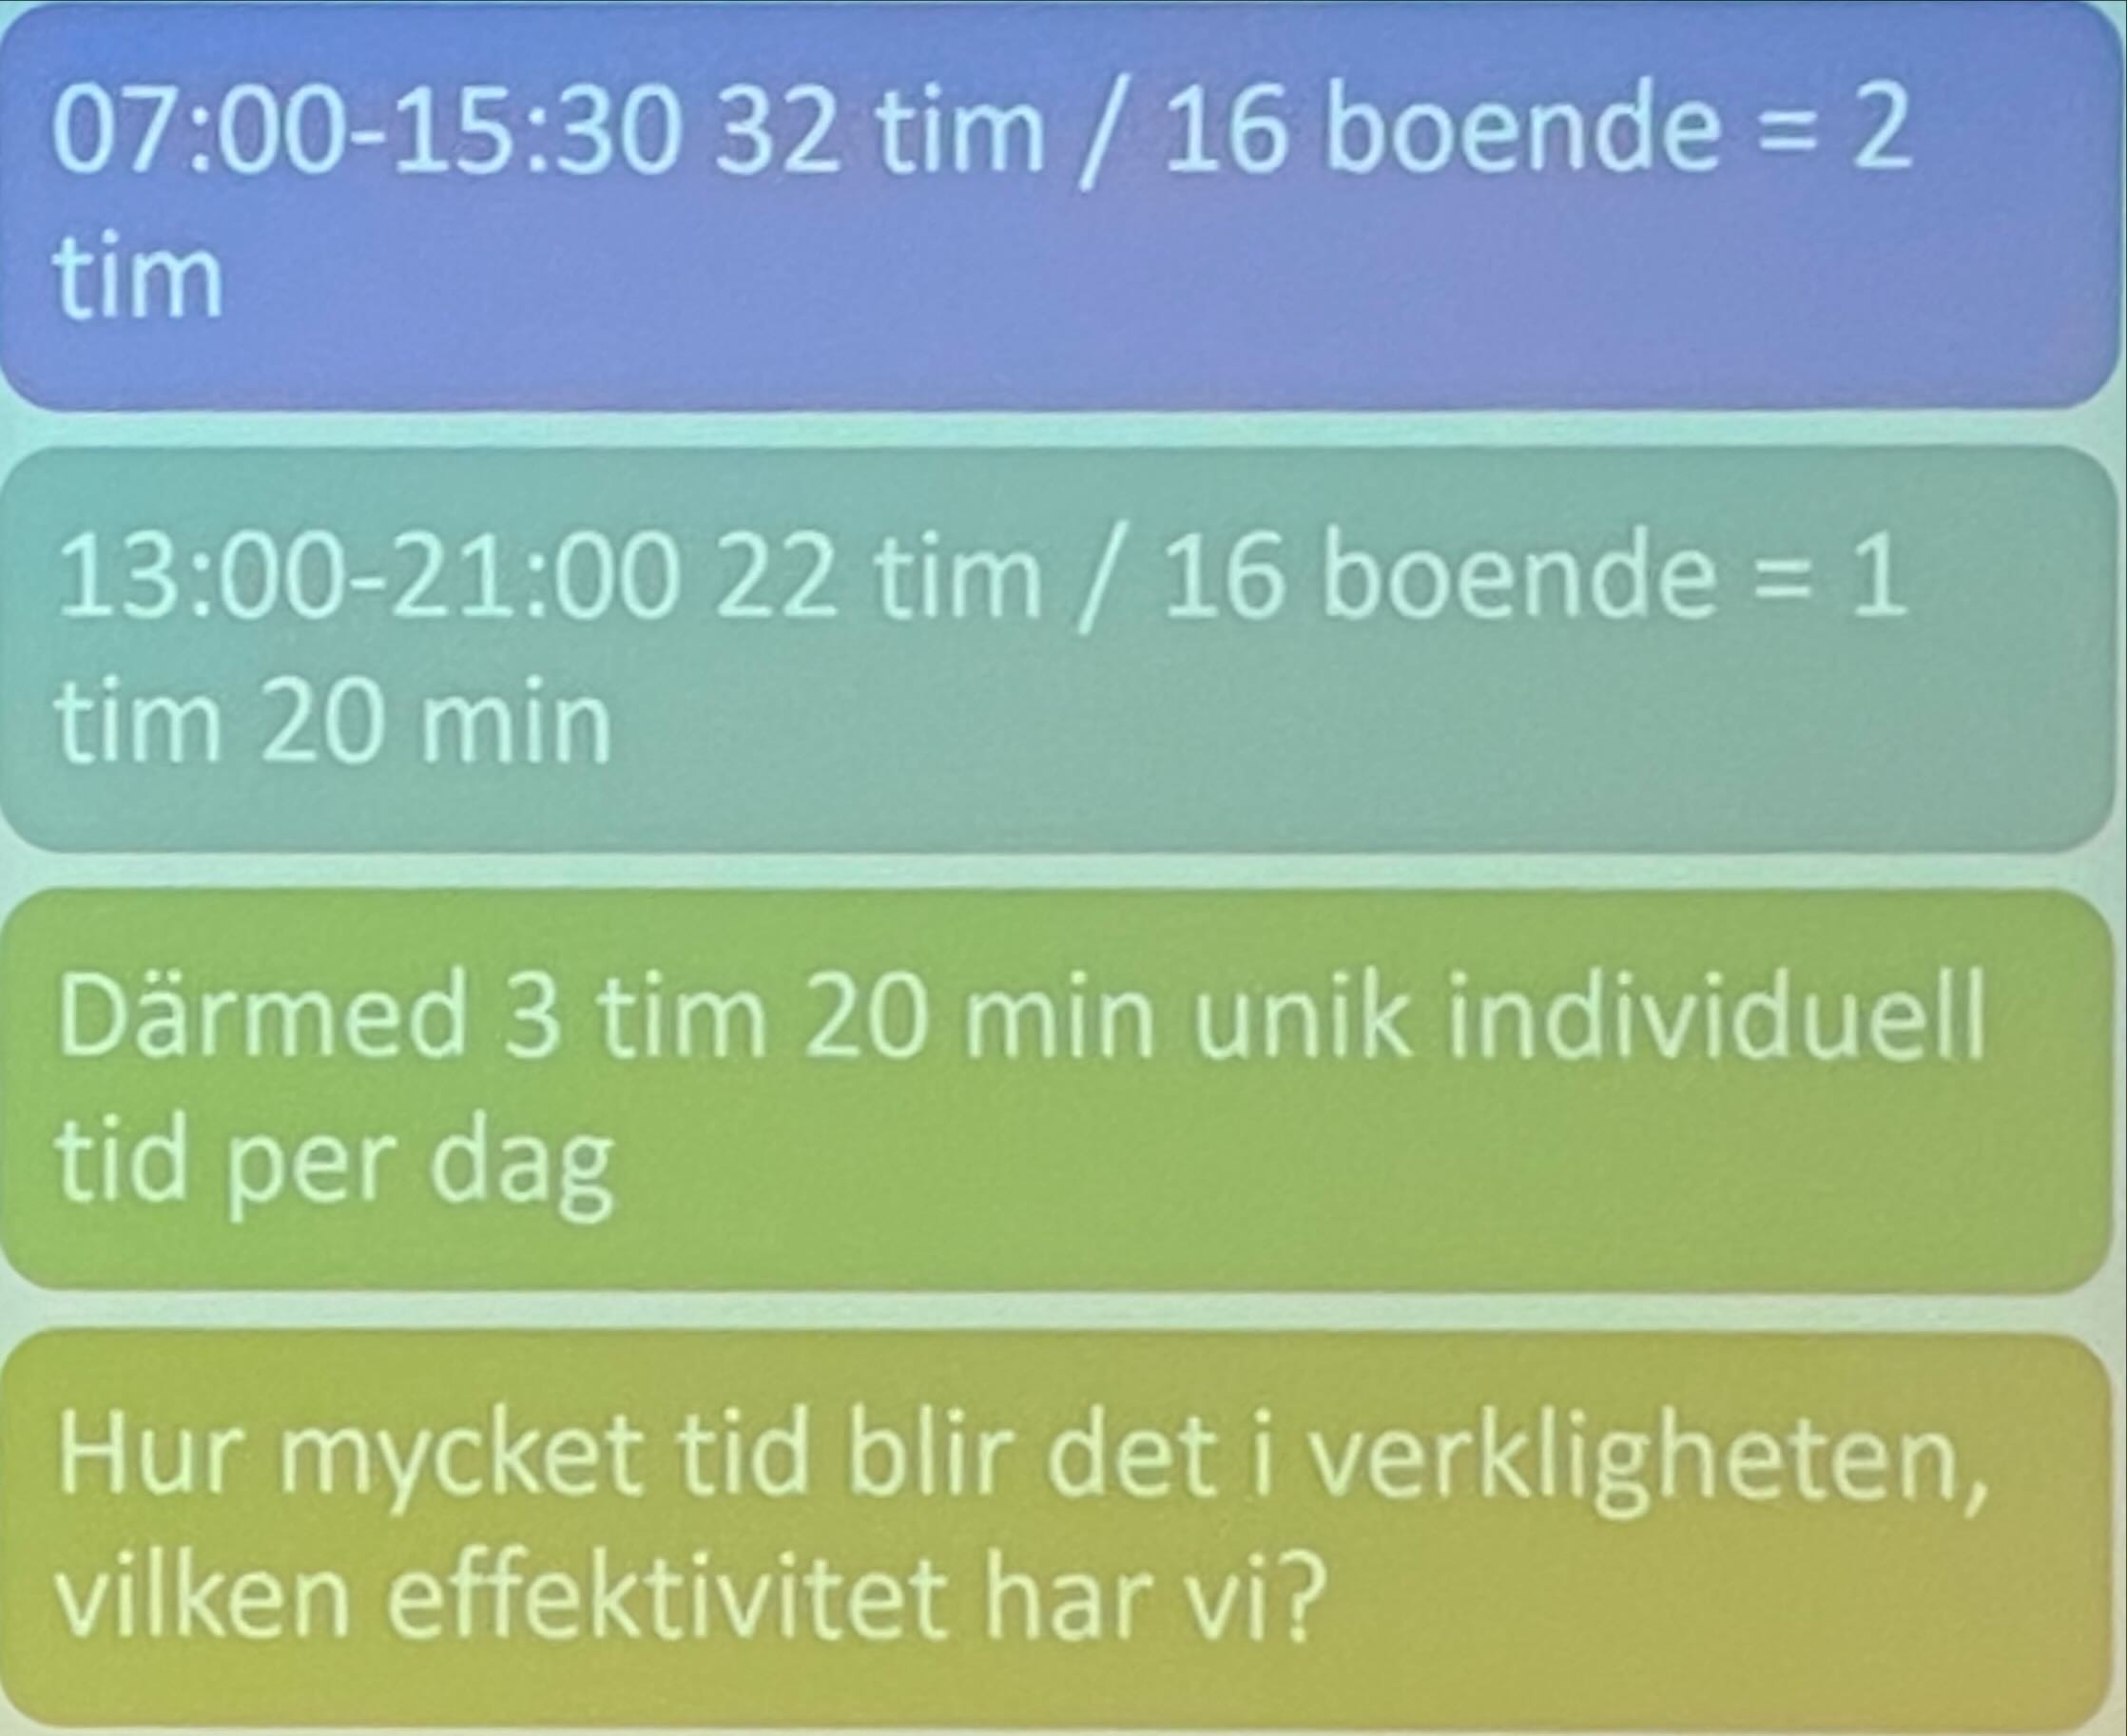 07:00-15:30 32 tim / 16 boende = 2
tim
13:00-21:00 22 tim / 16 boende = 1
tim 20 min
Därmed 3 tim 20 min unik individuell
tid per dag
Hur mycket tid blir det i verkligheten,
vilken effektivitet har vi?